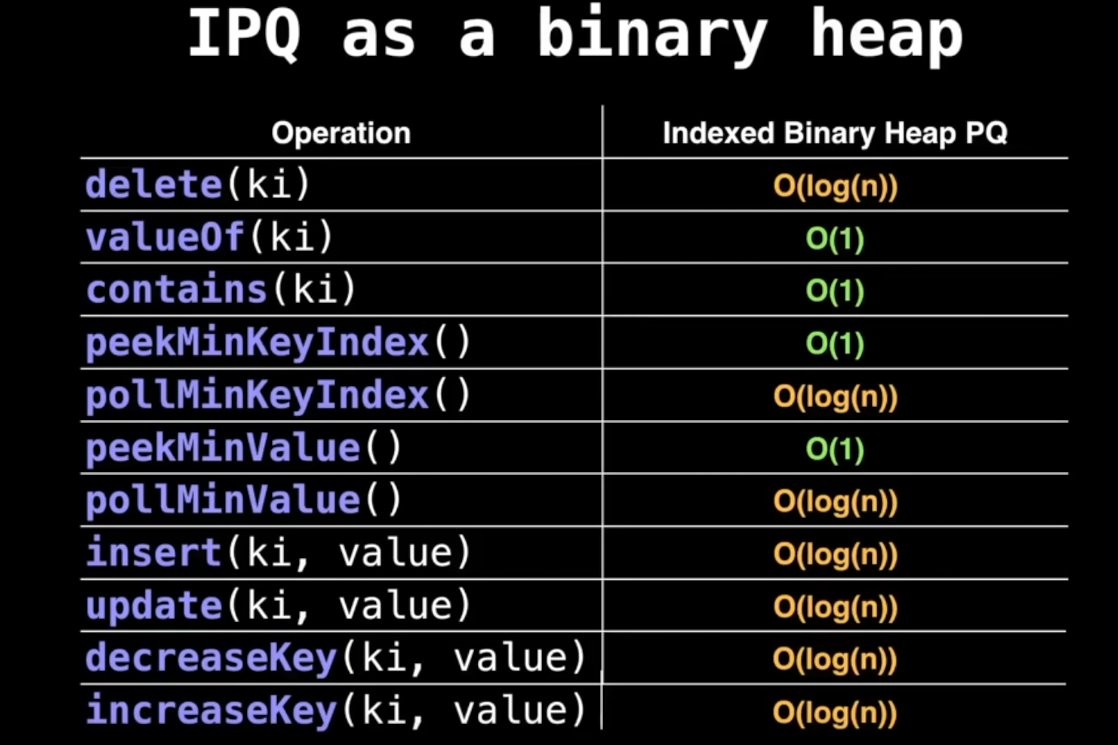 IPQ as a binary heap
Operation Indexed Binary Heap PQ
delete(ki) O(log(n))
valueOf(ki) O(1)
contains(ki) O(1)
peekMinKeyIndex() O(1)
pollMinKeyIndex() O(log(n))
peekMinValue() O(1)
pollMinValue() O(log(n))
insert(ki, value) O(log(n))
update(ki, value) O(log(n))
decreaseKey(ki, value) O(log(n))
increaseKey(ki, value) O(log(n))